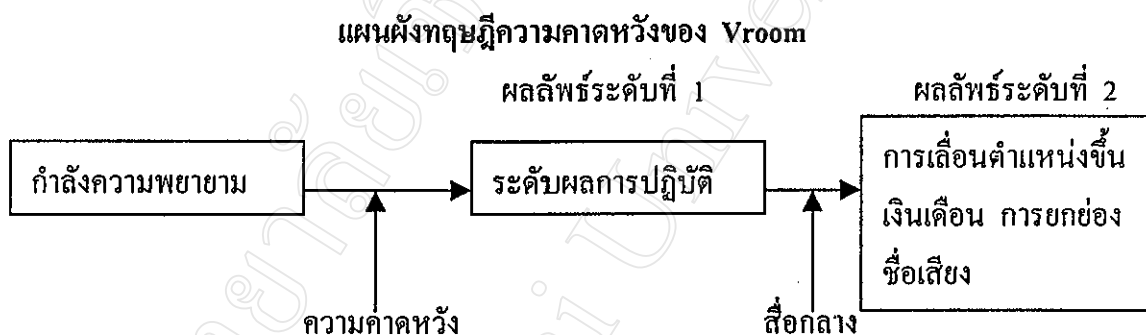 แผนผังทฤษฎีความคาดหวังของ Vroom
ผลลัพธ์ระดับที่ 1
ผลลัพธ์ระดับที่ 2
กำลังความพยายาม
ระดับผลการปฏิบัติ
การเลื่อนตำแหน่งขึ้น
เงินเดือน การยกย่อง
ชื่อเสียง
ความคาดหวัง
สื่อกลาง